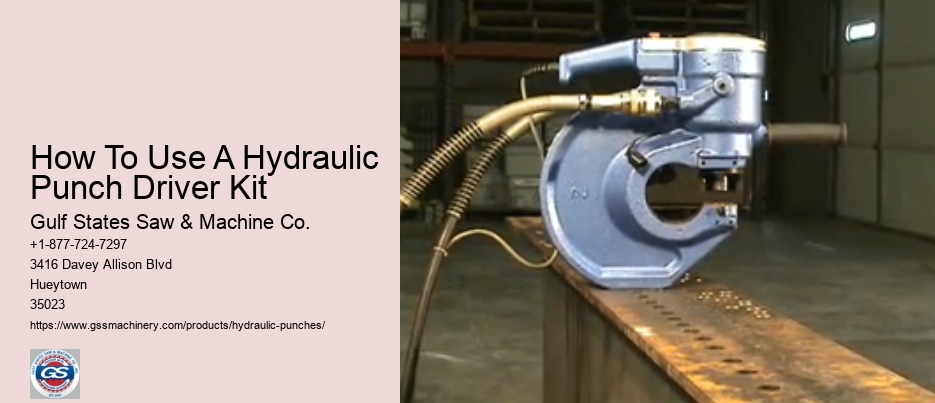 How To Use A Hydraulic
Punch Driver Kit
Gulf States Saw & Machine Co.
+1-877-724-7297
3416 Davey Allison Blvd
Hueytown
35023
https://www.gssmachinery.com/products/hydraulic-punches/
GS